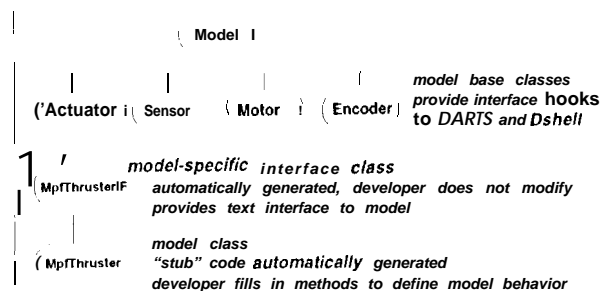 Model
Actuator Sensor Motor Encoder
model base classes
provide interface hooks
to DARTS and Dshell
model-specific interface class
MpfThrusterIF
automatically generated, developer does not modify
provides text interface to model
model class
MpfThruster
"stub" code automatically generated
developer fills in methods to define model behavior